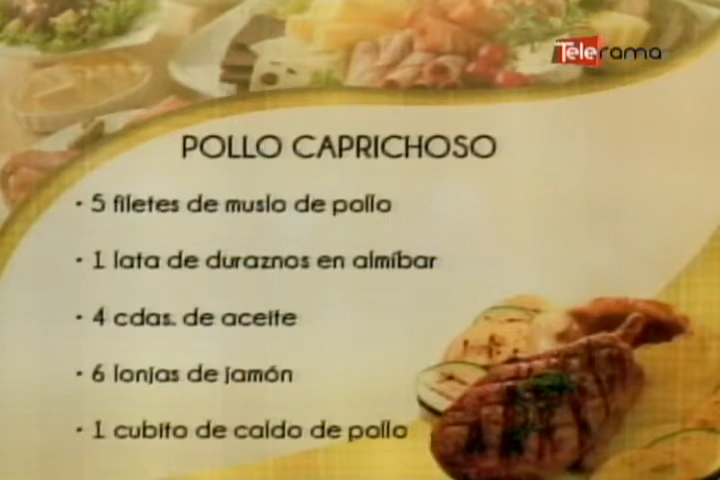 Telerama
POLLO CAPRICHOSO
• 5 filetes de muslo de pollo
• 1 lata de duraznos en almíbar
• 4 cdas. de aceite
• 6 lonjas de jamón
• 1 cubito de caldo de pollo